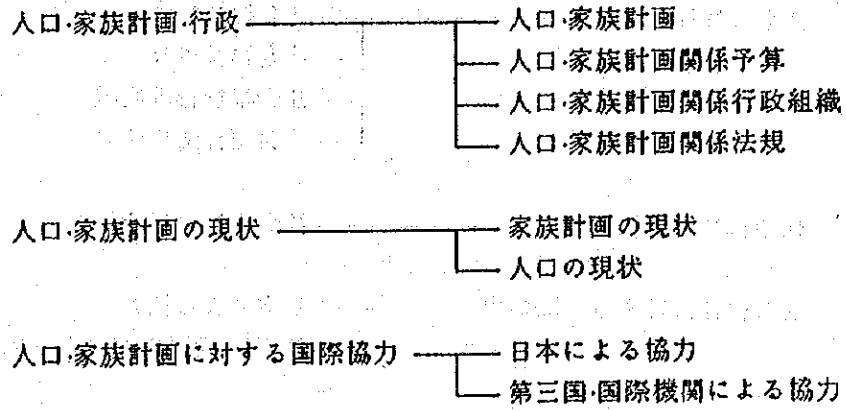 人口·家族計画·行政 人口·家族計画
人口·家族計画関係予算
人口·家族計画関係行政組織
人口·家族計画関係法規
人口·家族計画の現状 家族計画の現状
人口の現状
人口·家族計画に対する国際協力 日本による協力
第三国·国際機関による協力